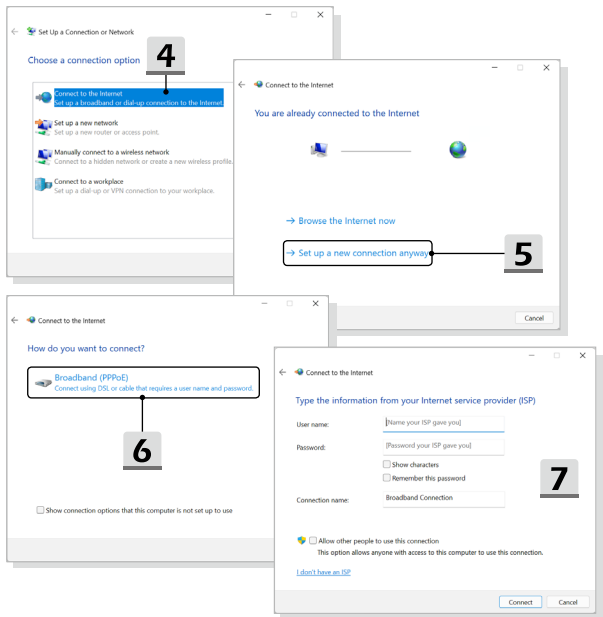 Set Up a Connection or Network
Choose a connection option
4
Connect to the Internet
Set up a broadband or dial-up connection to the Internet.
Set up a new network
Set up a new router or access point.
Manually connect to a wireless network
Connect to a hidden network or create a new wireless profile.
Connect to a workplace
Set up a dial-up or VPN connection to your workplace.
Connect to the Internet
You are already connected to the Internet
Browse the Internet now
Set up a new connection anyway
5
Cancel
Connect to the Internet
How do you want to connect?
Broadband (PPPoE)
Connect using DSL or cable that requires a user name and password.
6
Show connection options that this computer is not set up to use
Connect to the Internet
Type the information from your Internet service provider (ISP)
User name:
[Name your ISP gave you]
Password:
[Password your ISP gave you]
Show characters
Remember this password
7
Connection name:
Broadband Connection
Allow other people to use this connection
This option allows anyone with access to this computer to use this connection.
I don't have an ISP
Connect
Cancel